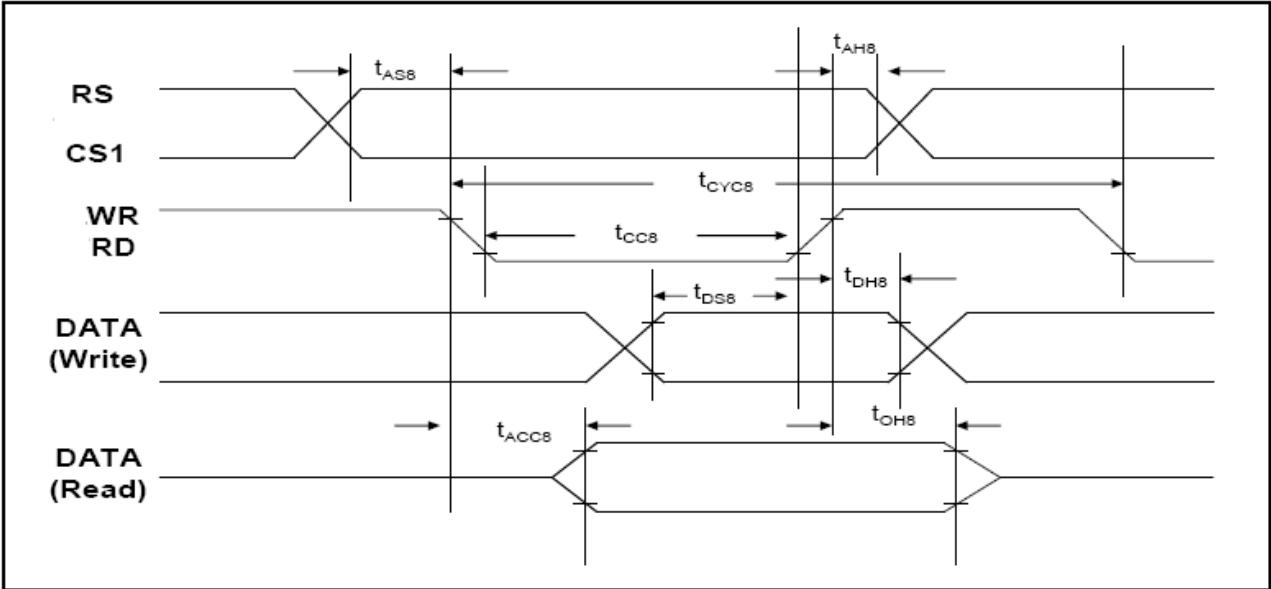 tAH8
tAS8
RS
CS1
tCYC8
WR
RD
tCC8
tDH8
tDS8
DATA
(Write)
tOH8
tACC8
DATA
(Read)